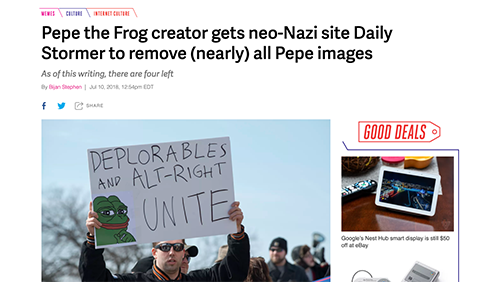 MEMES CULTURE INTERNET CULTURE
Pepe the Frog creator gets neo-Nazi site Daily
Stormer to remove (nearly) all Pepe images
As of this writing, there are four left
By Bijan Stephen | Jul 10, 2018, 12:54pm EDT
SHARE
DEPLORABLES
AND ALT-RIGHT
UNITE
GOOD DEALS
Google's Nest Hub smart display is still $50
off at eBay